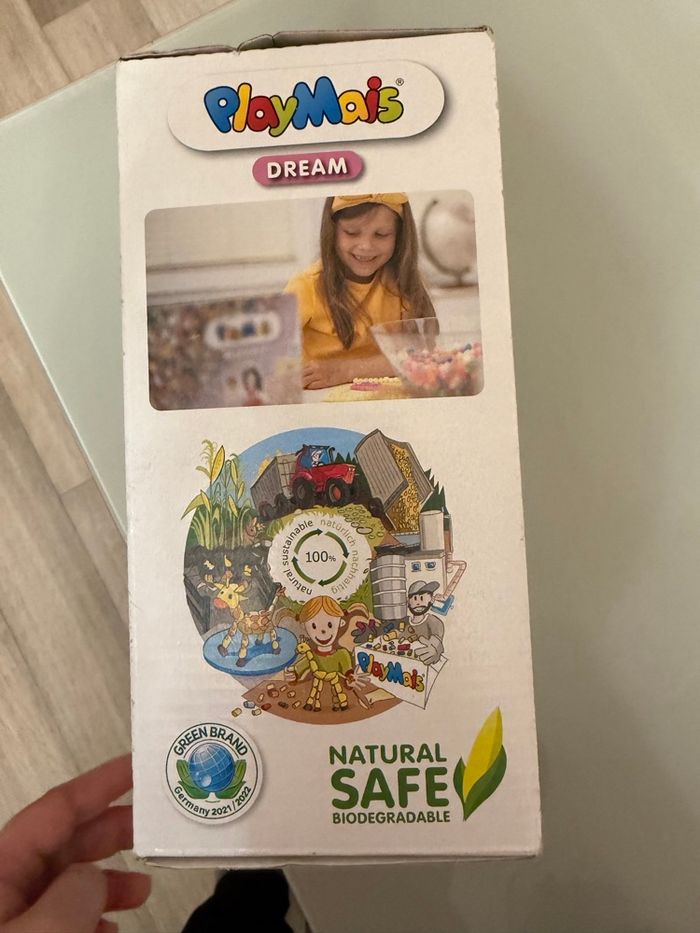 PlayMais®
DREAM
natural sustainable natürlich nachhaltig
100%
PlayMais
GREEN BRAND
Germany 2021/2022
NATURAL
SAFE
BIODEGRADABLE